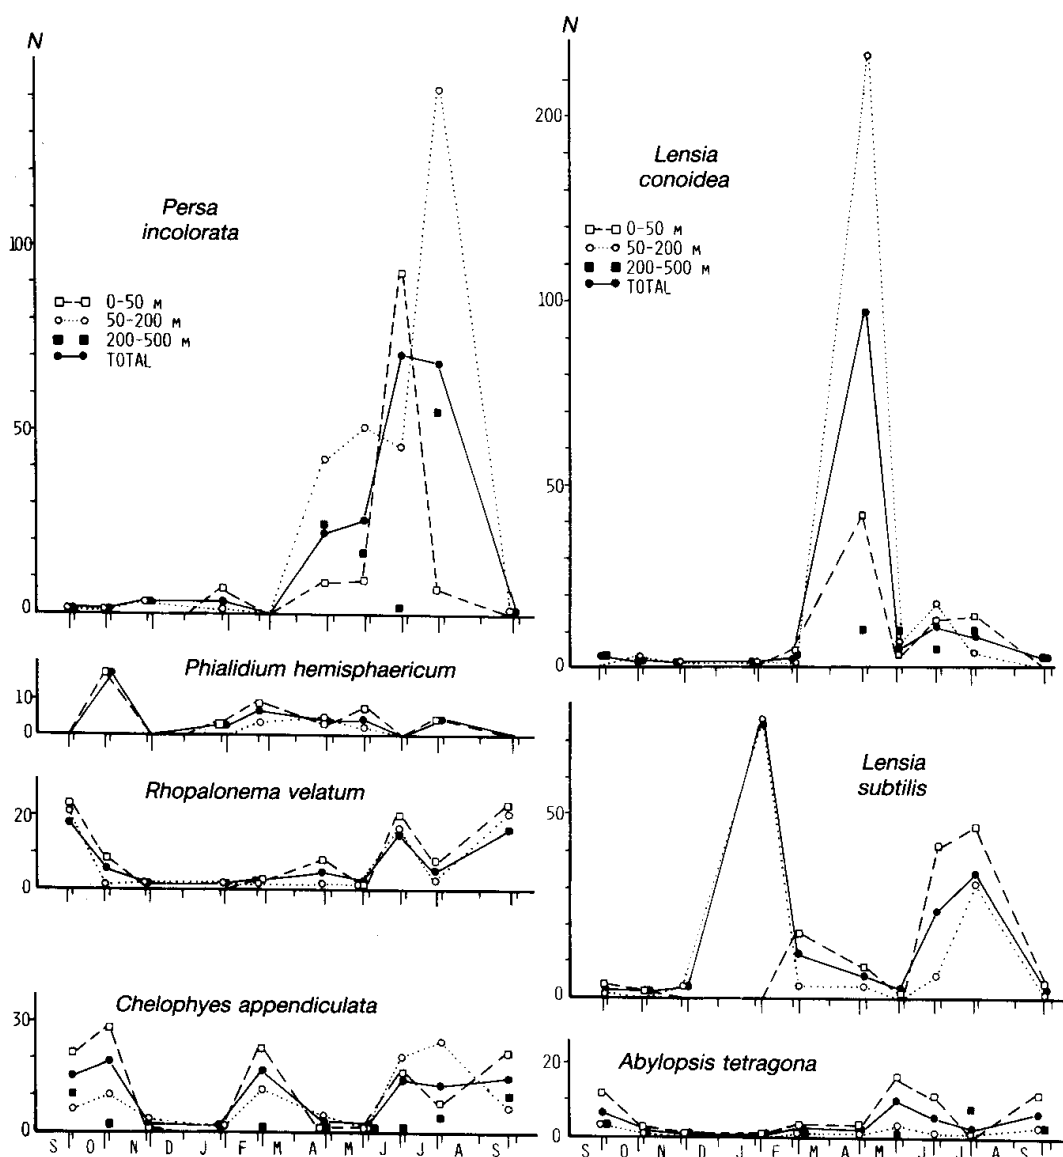 N
Persa
incolorata
100
50
0
0-50 M
50-200 M
200-500 M
TOTAL
Phialidium hemisphaericum
10
0
Rhopalonema velatum
20
0
Chelophyes appendiculata
30
0
S O N D J F M A M J J A S
N
Lensia
conoidea
200
100
50
0
0-50 M
50-200 M
200-500 M
TOTAL
Lensia
subtilis
50
0
Abylopsis tetragona
20
0
S O N D J F M A M J J A S